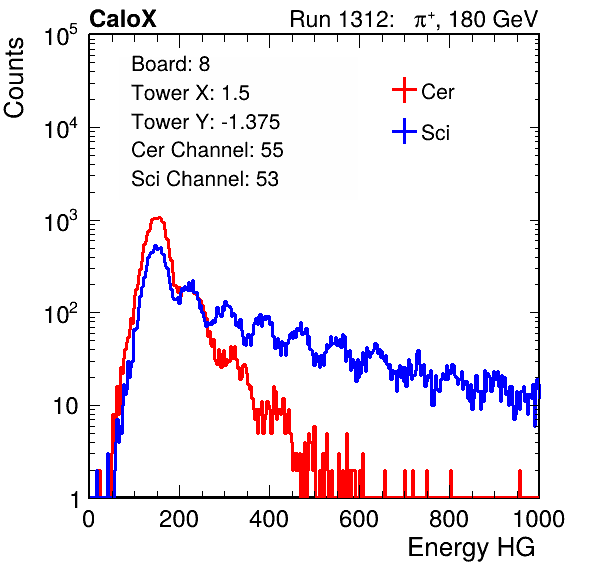 CaloX Run 1312: π⁺, 180 GeV
Counts
10⁵
10⁴
10³
10²
10
1
Board: 8
Tower X: 1.5
Tower Y: -1.375
Cer Channel: 55
Sci Channel: 53
Cer
Sci
0 200 400 600 800 1000
Energy HG